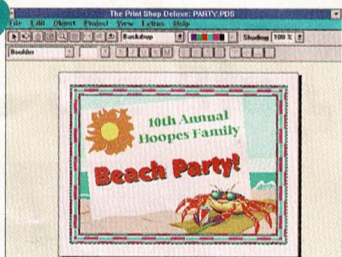 The Print Shop Deluxe: PARTY.PDS
File Edit Object Project View Extras Help
Backdrop Shading 100 %
Boulder
10th Annual
Hoopes Family
Beach Party!